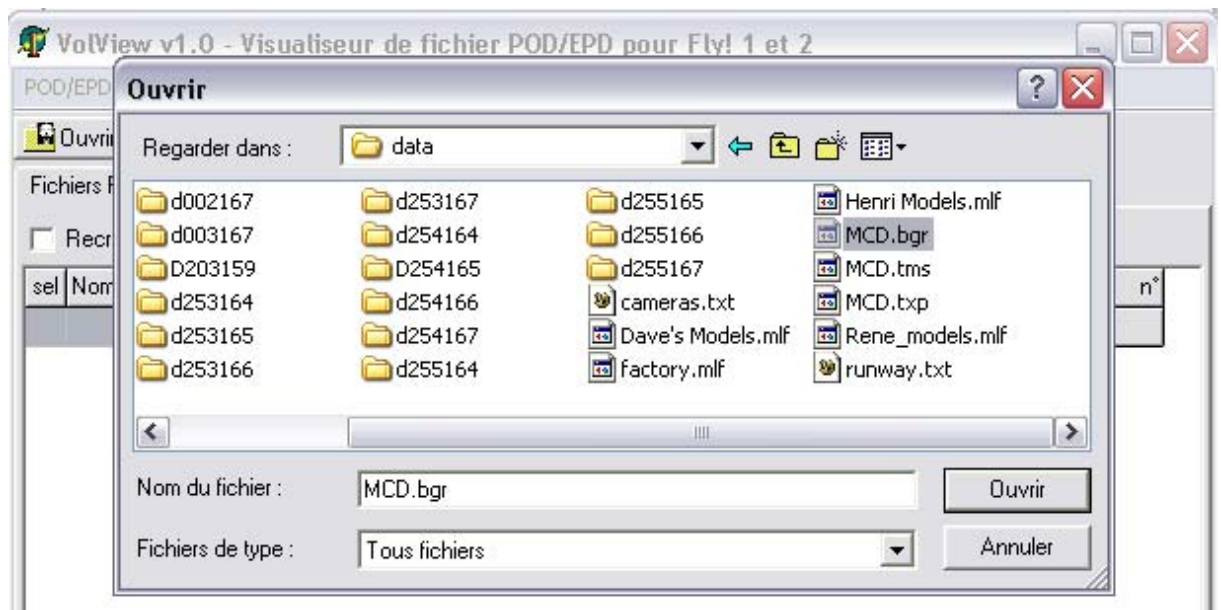 VolView v1.0 - Visualiseur de fichier POD/EPD pour Fly! 1 et 2
POD/EPD
Ouvrir
Regarder dans :
data
Fichiers
Recr
sel Nom
n°
d002167
d003167
D203159
d253164
d253165
d253166
d253167
d254164
D254165
d254166
d254167
d255164
d255165
d255166
d255167
cameras.txt
Dave's Models.mlf
factory.mlf
Henri Models.mlf
MCD.bgr
MCD.tms
MCD.txp
Rene_models.mlf
runway.txt
Nom du fichier :
MCD.bgr
Ouvrir
Fichiers de type :
Tous fichiers
Annuler